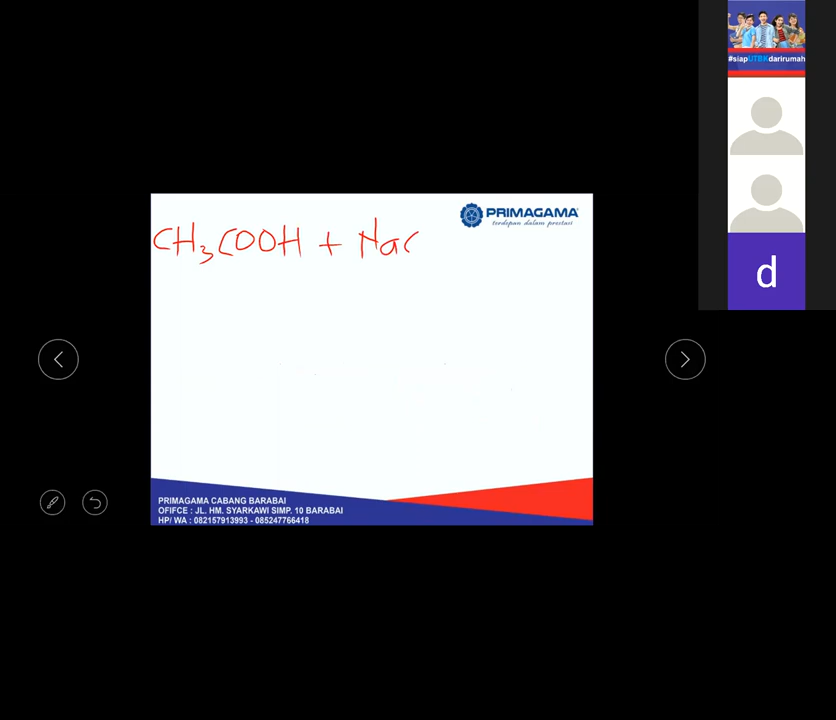 #siapUTBKdarirumah
PRIMAGAMA
terdepan dalam prestasi
CH3COOH + Na
d
PRIMAGAMA CABANG BARABAI
OFIFCE : JL. HM. SYARKAWI SIMP. 10 BARABAI
HP/ WA : 082157913993 - 085247766418